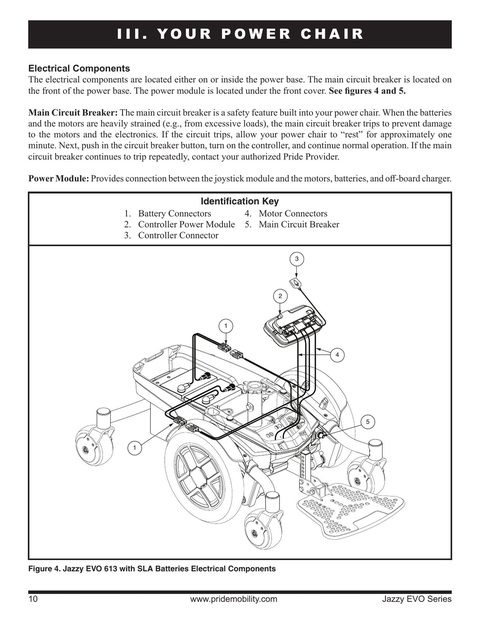 III. YOUR POWER CHAIR
Electrical Components
The electrical components are located either on or inside the power base. The main circuit breaker is located on
the front of the power base. The power module is located under the front cover. See figures 4 and 5.
Main Circuit Breaker: The main circuit breaker is a safety feature built into your power chair. When the batteries
and the motors are heavily strained (e.g., from excessive loads), the main circuit breaker trips to prevent damage
to the motors and the electronics. If the circuit trips, allow your power chair to “rest” for approximately one
minute. Next, push in the circuit breaker button, turn on the controller, and continue normal operation. If the main
circuit breaker continues to trip repeatedly, contact your authorized Pride Provider.
Power Module: Provides connection between the joystick module and the motors, batteries, and off-board charger.
Identification Key
1. Battery Connectors
2. Controller Power Module
3. Controller Connector
4. Motor Connectors
5. Main Circuit Breaker
3
2
1
4
5
1
Figure 4. Jazzy EVO 613 with SLA Batteries Electrical Components
10 www.pridemobility.com Jazzy EVO Series